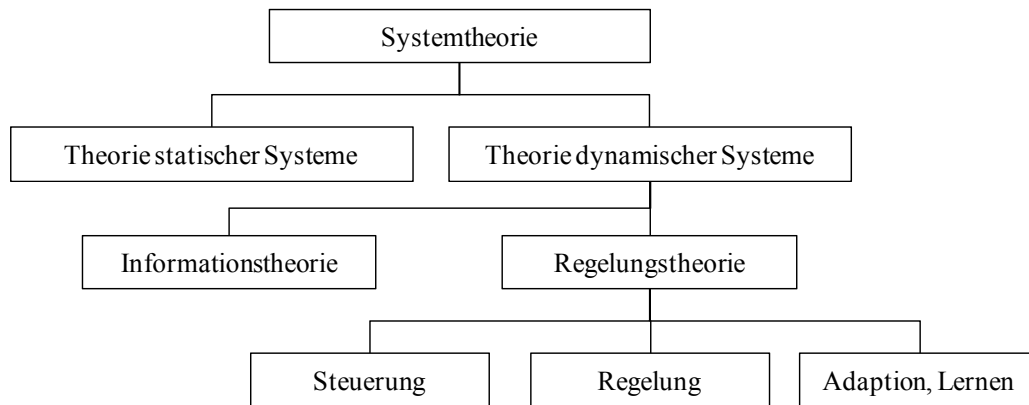 Systemtheorie
Theorie statischer Systeme
Theorie dynamischer Systeme
Informationstheorie
Regelungstheorie
Steuerung
Regelung
Adaption, Lernen